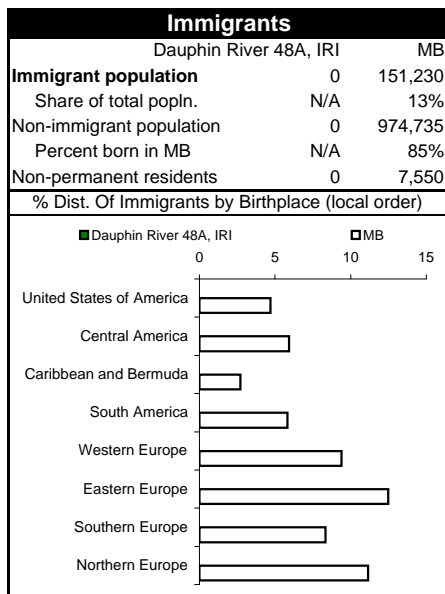 Immigrants
Dauphin River 48A, IRI MB
Immigrant population 0 151,230
Share of total popln. N/A 13%
Non-immigrant population 0 974,735
Percent born in MB N/A 85%
Non-permanent residents 0 7,550
% Dist. Of Immigrants by Birthplace (local order)
Dauphin River 48A, IRI MB
0 5 10 15
United States of America
Central America
Caribbean and Bermuda
South America
Western Europe
Eastern Europe
Southern Europe
Northern Europe